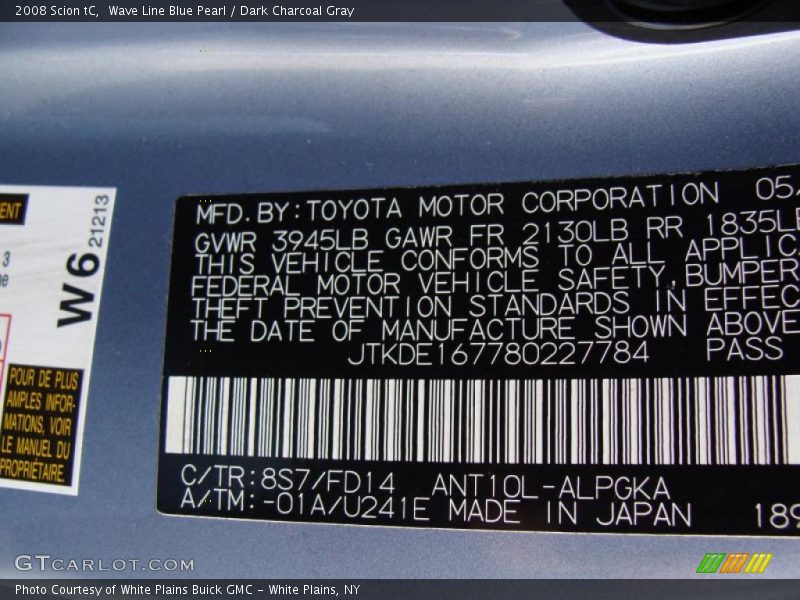 2008 Scion tC,  Wave Line Blue Pearl / Dark Charcoal Gray
MFD. BY: TOYOTA MOTOR CORPORATION 05
GVWR 3945LB GAWR FR 2130LB RR 1835LB
THIS VEHICLE CONFORMS TO ALL APPLIC
FEDERAL MOTOR VEHICLE SAFETY, BUMPER
THEFT PREVENTION STANDARDS IN EFFEC
THE DATE OF MANUFACTURE SHOWN ABOVE
JTKDE167780227784 PASS
C/TR: 8S7/FD14 ANT10L-ALPGKA
A/TM: -01A/U241E MADE IN JAPAN 189
ENT
3
W6 21213
POUR DE PLUS
AMPLES INFOR-
MATIONS, VOIR
LE MANUEL DU
PROPRIÉTAIRE.
GTCARLOT.COM
Photo Courtesy of White Plains Buick GMC - White Plains, NY